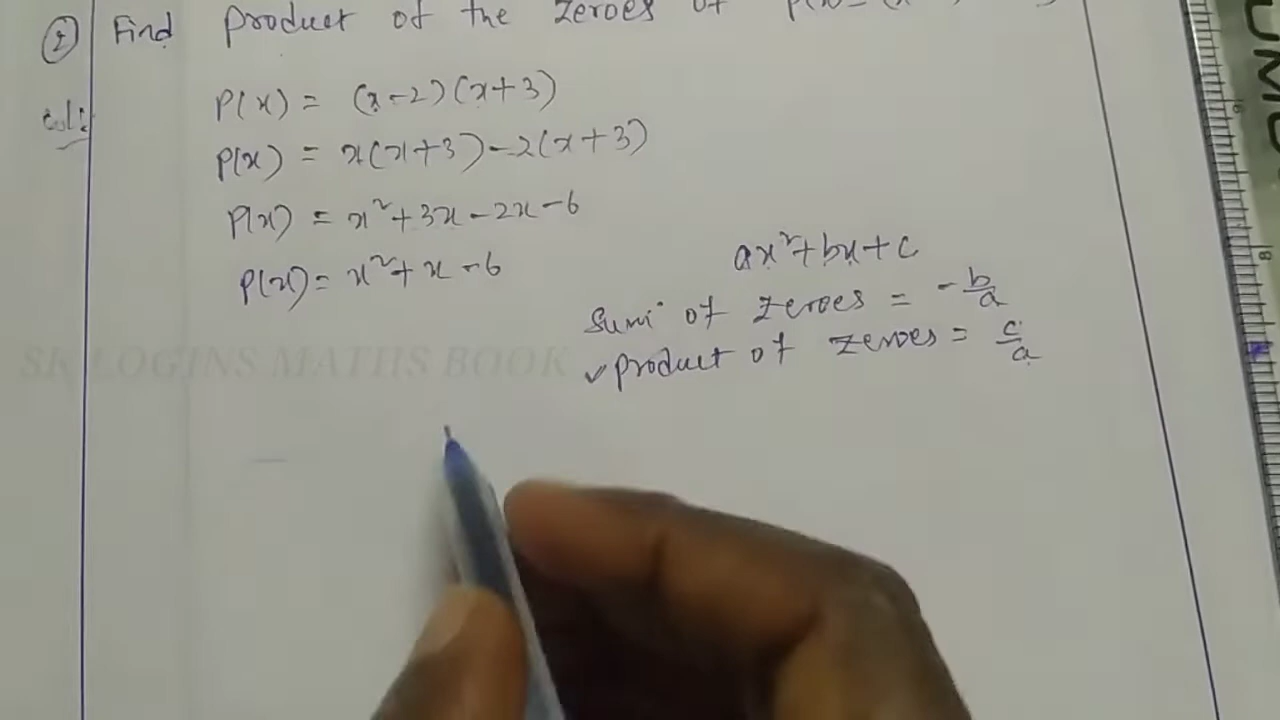 2 Find product of the zeroes of P(x) = (x
Sol:
P(x) = (x-2)(x+3)
P(x) = x(x+3)-2(x+3)
P(x) = x²+3x-2x-6
P(x) = x²+x-6
ax²+bx+c
Sum of zeroes = -b/a
✓ product of zeroes = c/a
SK LOGINS MATHS BOOK
8